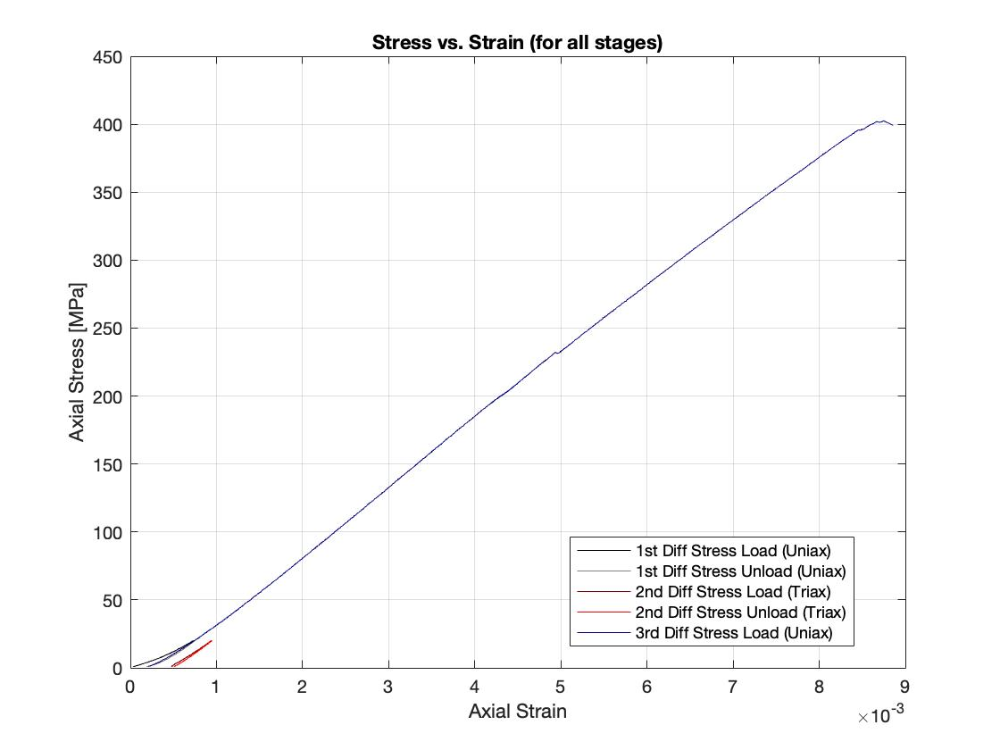 Stress vs. Strain (for all stages)
450
400
350
300
250
200
150
100
50
0
Axial Stress [MPa]
1st Diff Stress Load (Uniax)
1st Diff Stress Unload (Uniax)
2nd Diff Stress Load (Triax)
2nd Diff Stress Unload (Triax)
3rd Diff Stress Load (Uniax)
0 1 2 3 4 5 6 7 8 9
Axial Strain
×10⁻³